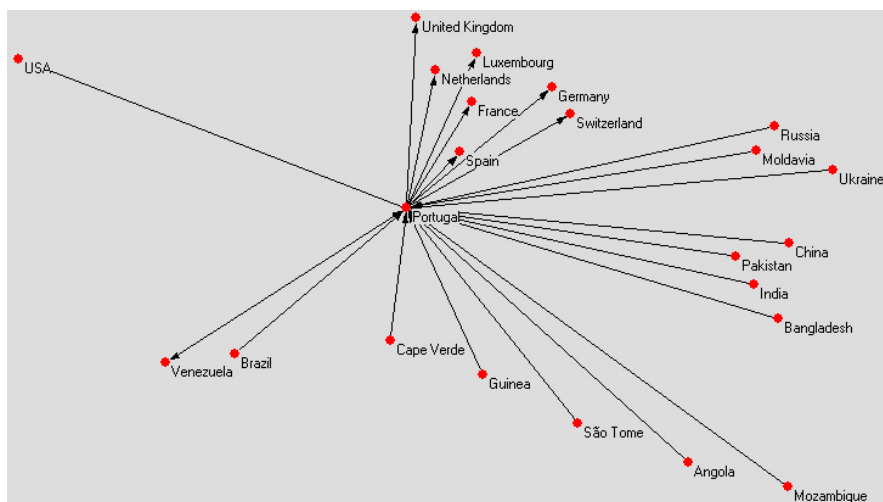 United Kingdom
USA
Luxembourg
Netherlands
Germany
France
Switzerland
Russia
Spain
Moldavia
Ukraine
Portugal
China
Pakistan
India
Bangladesh
Cape Verde
Brazil
Venezuela
Guinea
São Tome
Angola
Mozambique